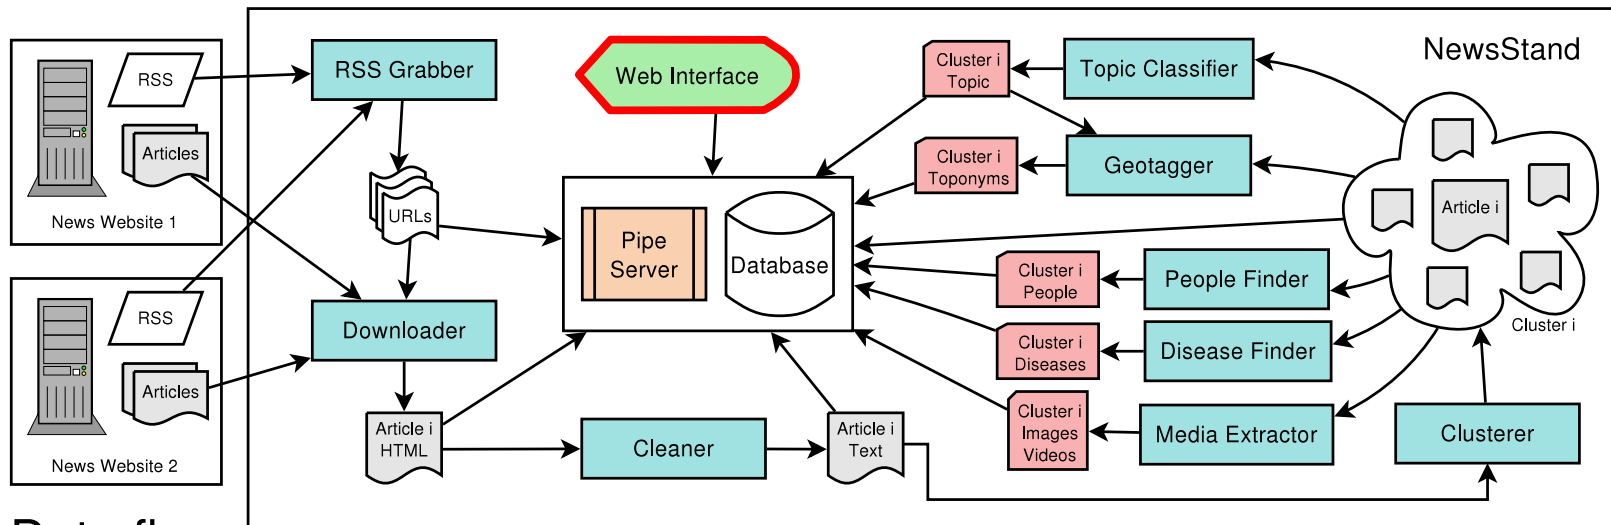 NewsStand
RSS
Articles
News Website 1
RSS
Articles
News Website 2
RSS Grabber
URLs
Downloader
Article i
HTML
Cleaner
Article i
Text
Web Interface
Pipe
Server
Database
Cluster i
Topic
Topic Classifier
Cluster i
Toponyms
Geotagger
Cluster i
People
People Finder
Cluster i
Diseases
Disease Finder
Cluster i
Images
Videos
Media Extractor
Article i
Cluster i
Clusterer